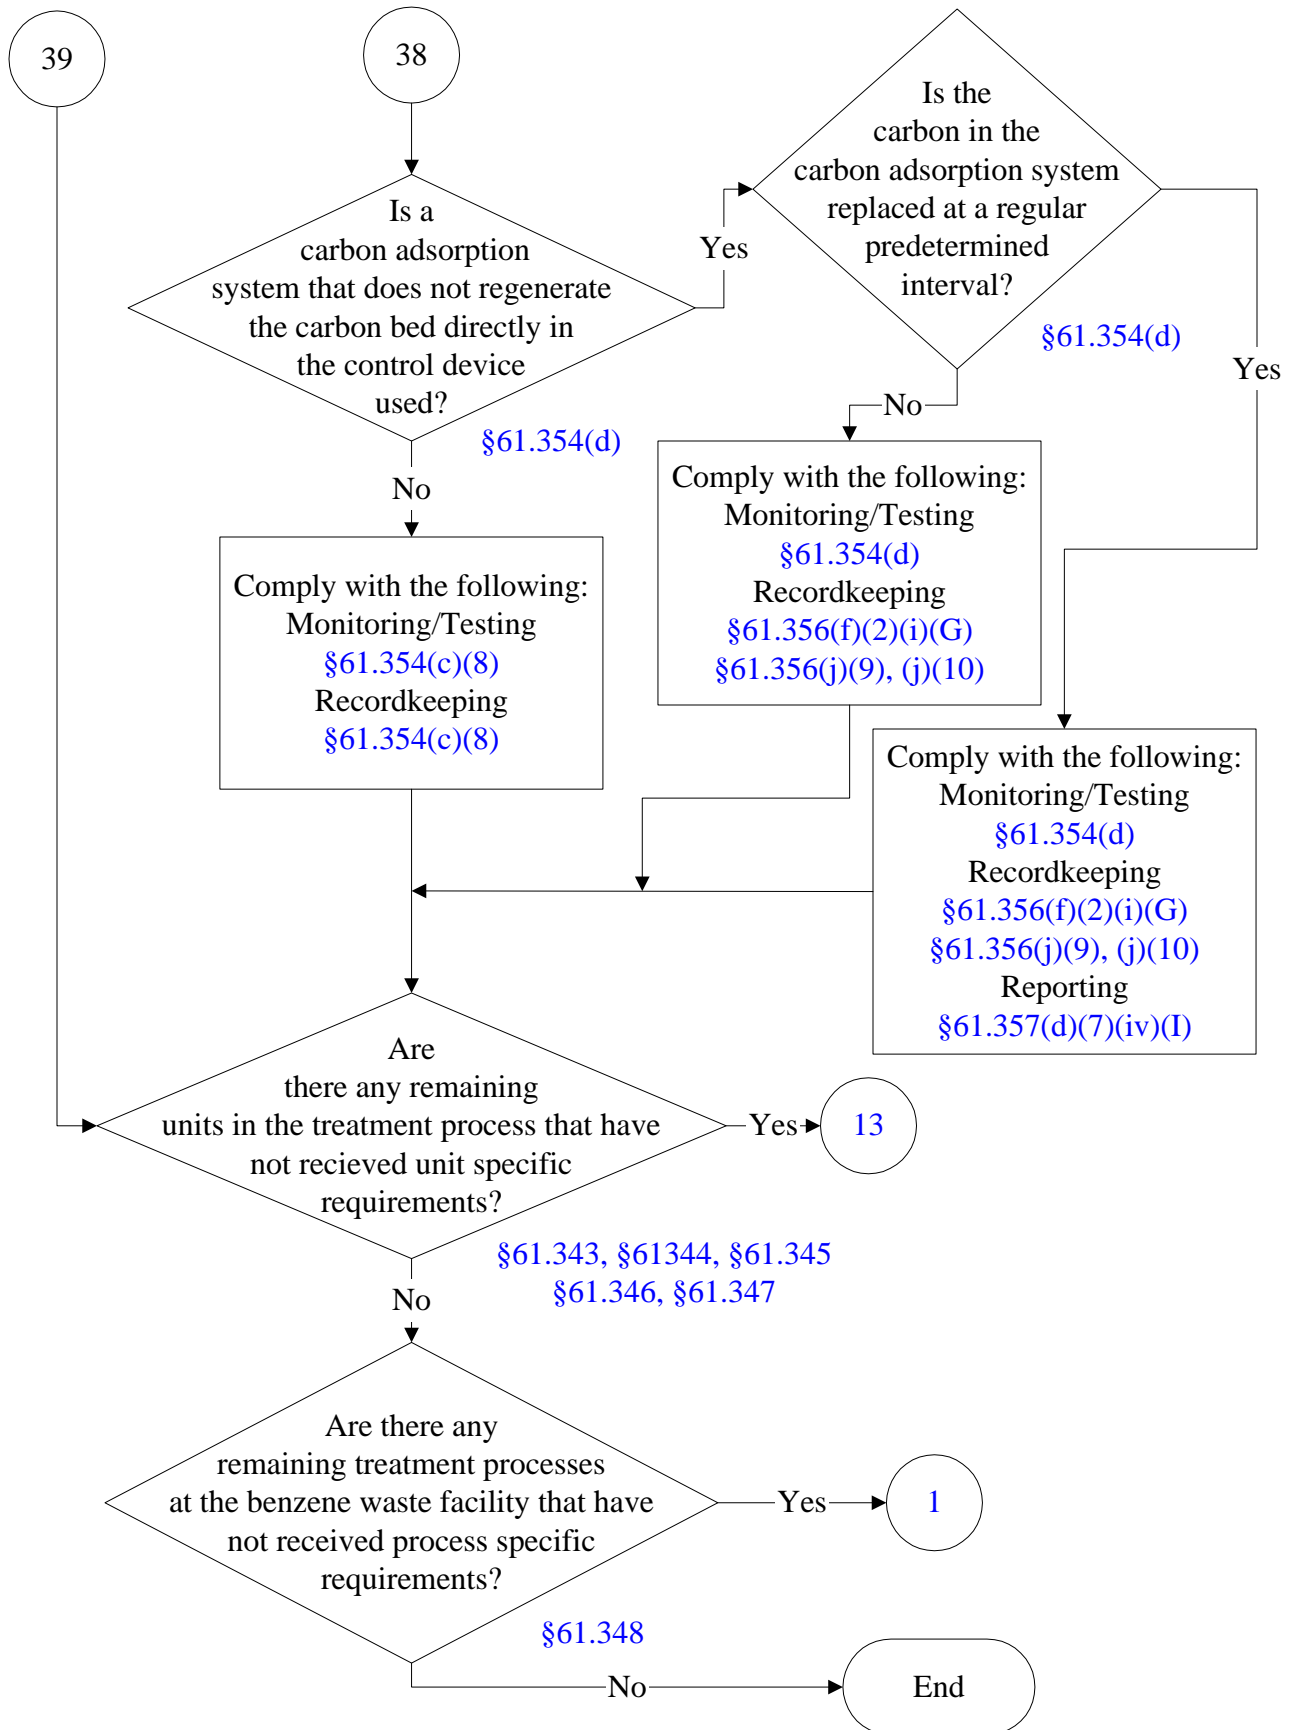 39
38
Is the
carbon in the
carbon adsorption system
replaced at a regular
predetermined
interval?
§61.354(d)
Is a
carbon adsorption
system that does not regenerate
the carbon bed directly in
the control device
used?
§61.354(d)
Yes
Yes
No
No
Comply with the following:
Monitoring/Testing
§61.354(c)(8)
Recordkeeping
§61.354(c)(8)
Comply with the following:
Monitoring/Testing
§61.354(d)
Recordkeeping
§61.356(f)(2)(i)(G)
§61.356(j)(9), (j)(10)
Comply with the following:
Monitoring/Testing
§61.354(d)
Recordkeeping
§61.356(f)(2)(i)(G)
§61.356(j)(9), (j)(10)
Reporting
§61.357(d)(7)(iv)(I)
Are
there any remaining
units in the treatment process that have
not recieved unit specific
requirements?
Yes
13
§61.343, §61344, §61.345
§61.346, §61.347
No
Are there any
remaining treatment processes
at the benzene waste facility that have
not received process specific
requirements?
Yes
1
§61.348
No
End